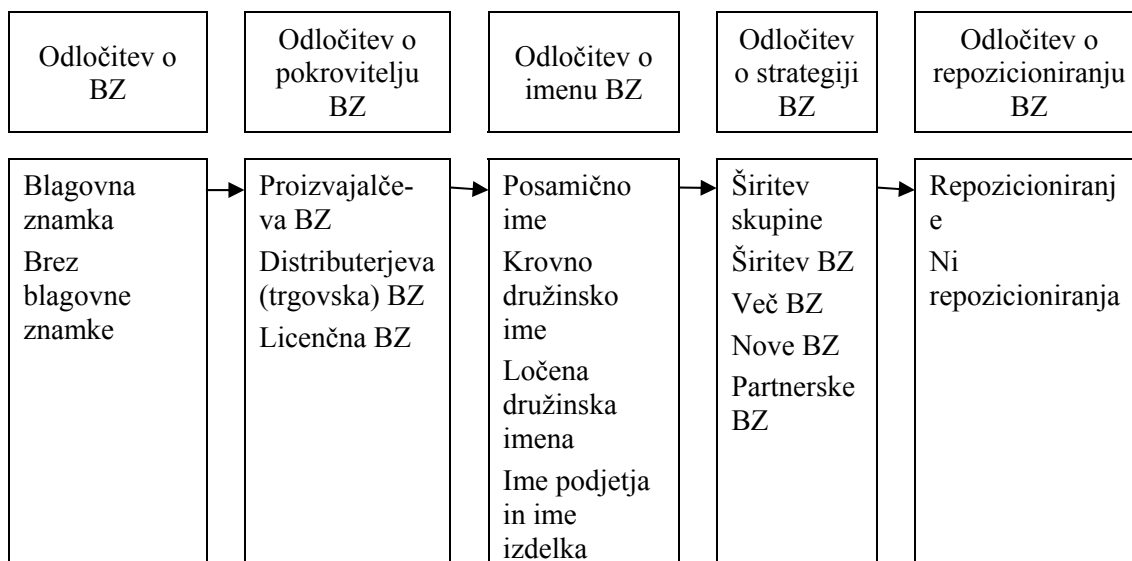 Odločitev o
BZ
Odločitev o
pokrovitelju
BZ
Odločitev o
imenu BZ
Odločitev
o strategiji
BZ
Odločitev o
repozicioniranju
BZ
Blagovna
znamka
Brez
blagovne
znamke
Proizvajalče-
va BZ
Distributerjeva
(trgovska) BZ
Licenčna BZ
Posamično
ime
Krovno
družinsko
ime
Ločena
družinska
imena
Ime podjetja
in ime
izdelka
Širitev
skupine
Širitev BZ
Več BZ
Nove BZ
Partnerske
BZ
Repozicioniranj
e
Ni
repozicioniranja